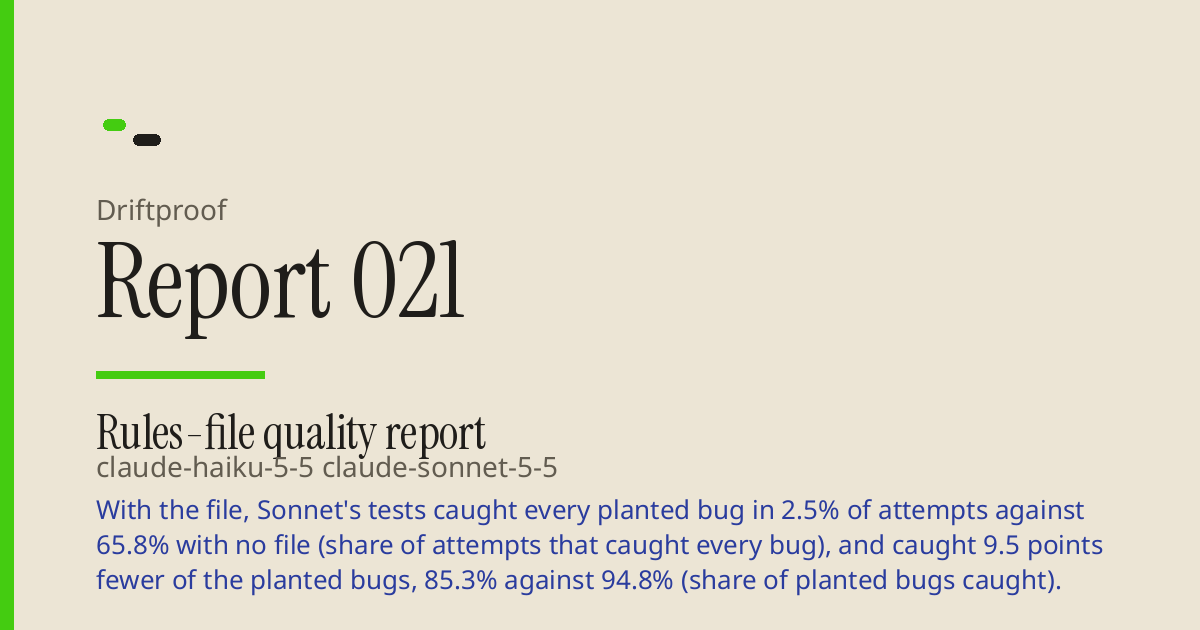 Driftproof
Report 021
Rules-file quality report
claude-haiku-5-5 claude-sonnet-5-5
With the file, Sonnet's tests caught every planted bug in 2.5% of attempts against
65.8% with no file (share of attempts that caught every bug), and caught 9.5 points
fewer of the planted bugs, 85.3% against 94.8% (share of planted bugs caught).